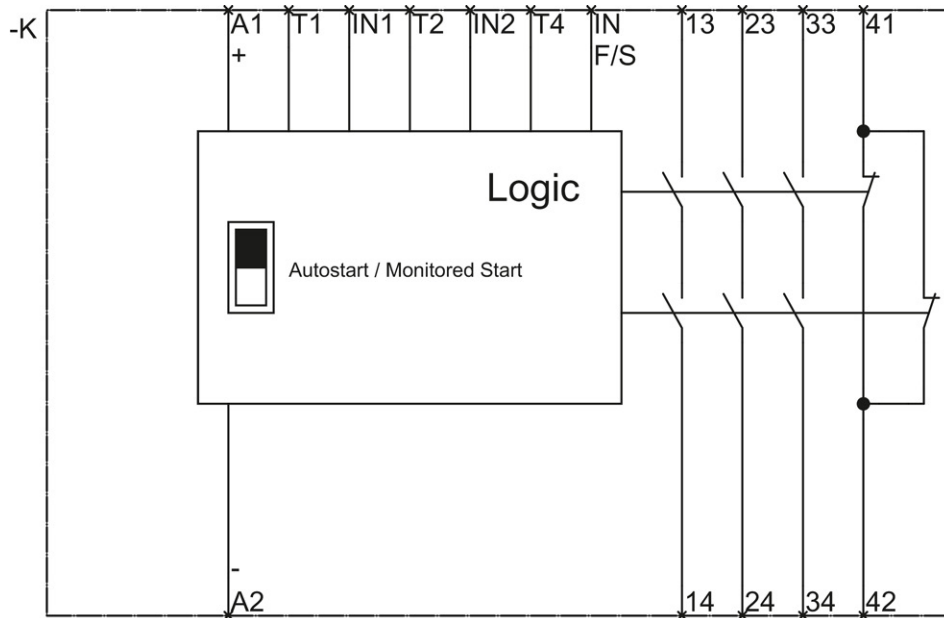 -K
A1 T1 IN1 T2 IN2 T4 IN 13 23 33 41
+ F/S
Logic
Autostart / Monitored Start
-
A2 14 24 34 42